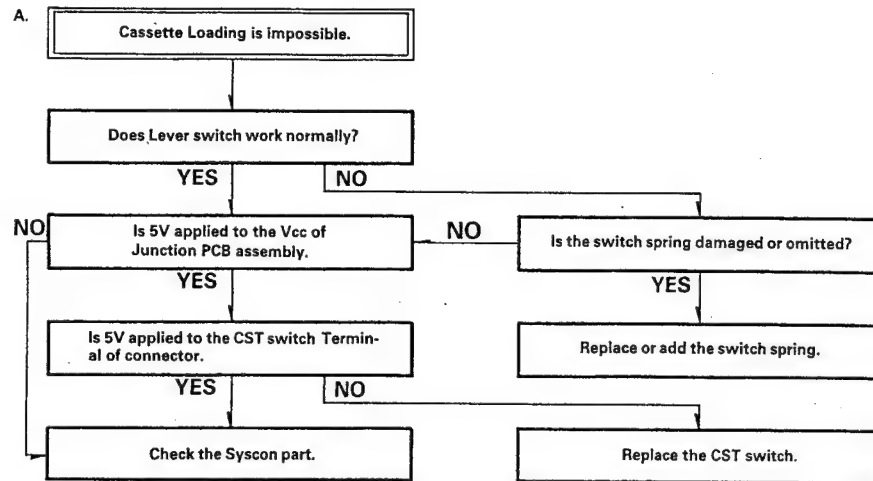 A.
Cassette Loading is impossible.
Does Lever switch work normally?
YES
NO
NO
Is 5V applied to the Vcc of
Junction PCB assembly.
NO
Is the switch spring damaged or omitted?
YES
YES
Is 5V applied to the CST switch Termin-
al of connector.
Replace or add the switch spring.
YES
NO
Check the Syscon part.
Replace the CST switch.